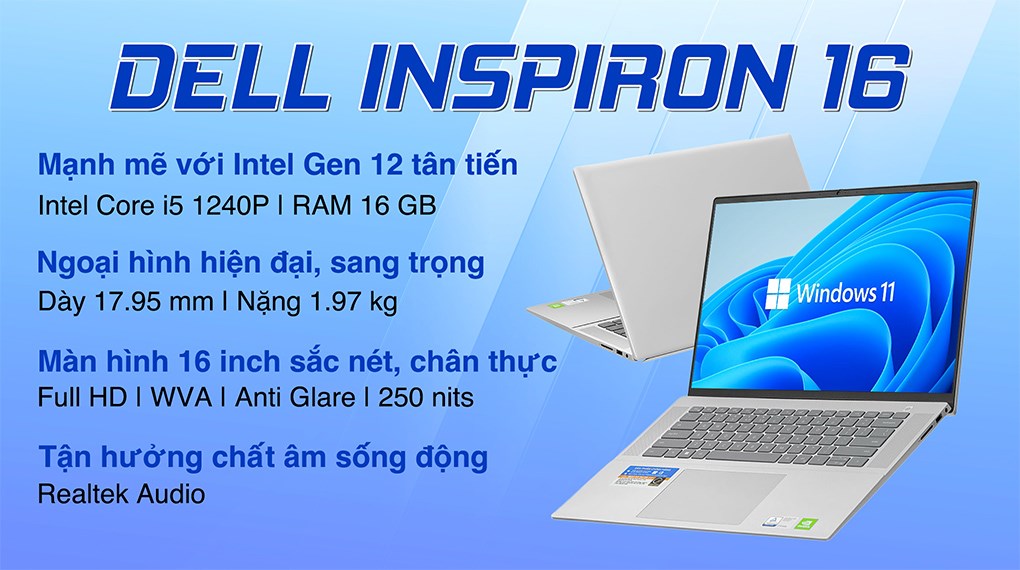 DELL INSPIRON 16
Mạnh mẽ với Intel Gen 12 tân tiến
Intel Core i5 1240P | RAM 16 GB
Ngoại hình hiện đại, sang trọng
Dày 17.95 mm | Nặng 1.97 kg
Màn hình 16 inch sắc nét, chân thực
Full HD | WVA | Anti Glare | 250 nits
Tận hưởng chất âm sống động
Realtek Audio
Windows 11